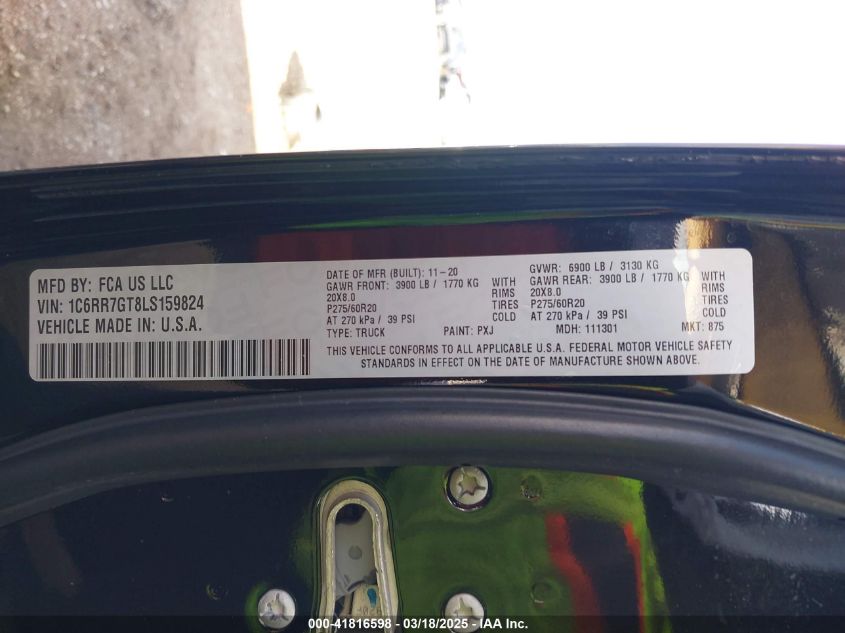 MFD BY: FCA US LLC
VIN: 1C6RR7GT8LS159824
VEHICLE MADE IN U.S.A.
DATE OF MFR (BUILT): 11-20
GAWR FRONT: 3900 LB / 1770 KG WITH
20X8.0 RIMS
P275/60R20 TIRES
AT 270 kPa / 39 PSI COLD
TYPE: TRUCK PAINT: PXJ
GVWR: 6900 LB / 3130 KG
GAWR REAR: 3900 LB / 1770 KG WITH
20X8.0 RIMS
P275/60R20 TIRES
AT 270 kPa / 39 PSI COLD
MDH: 111301 MKT: 875
THIS VEHICLE CONFORMS TO ALL APPLICABLE U.S.A. FEDERAL MOTOR VEHICLE SAFETY
STANDARDS IN EFFECT ON THE DATE OF MANUFACTURE SHOWN ABOVE.
000-41816598 - 03/18/2025 - IAA Inc.